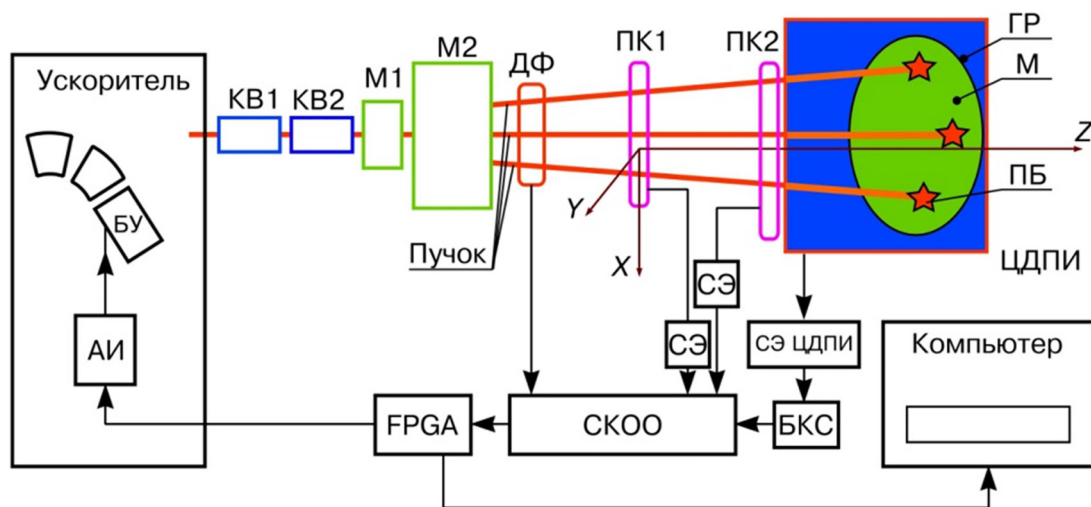 Ускоритель
КВ1
КВ2
М1
М2
ДФ
ПК1
ПК2
ГР
М
Z
ПБ
ЦДПИ
Y
X
Пучок
БУ
АИ
СЭ
СЭ
СЭ ЦДПИ
Компьютер
FPGA
СКОО
БКС